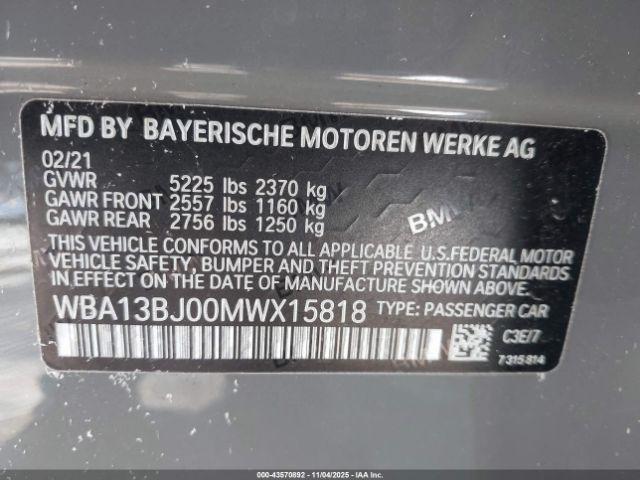 MFD BY BAYERISCHE MOTOREN WERKE AG
02/21
GVWR 5225 lbs 2370 kg
GAWR FRONT 2557 lbs 1160 kg
GAWR REAR 2756 lbs 1250 kg
BMW
THIS VEHICLE CONFORMS TO ALL APPLICABLE U.S.FEDERAL MOTOR
VEHICLE SAFETY, BUMPER AND THEFT PREVENTION STANDARDS
IN EFFECT ON THE DATE OF MANUFACTURE SHOWN ABOVE.
WBA13BJ00MWX15818 TYPE: PASSENGER CAR
C3E/7
7315814
000-43570892 - 11/04/2025 - IAAI.COM